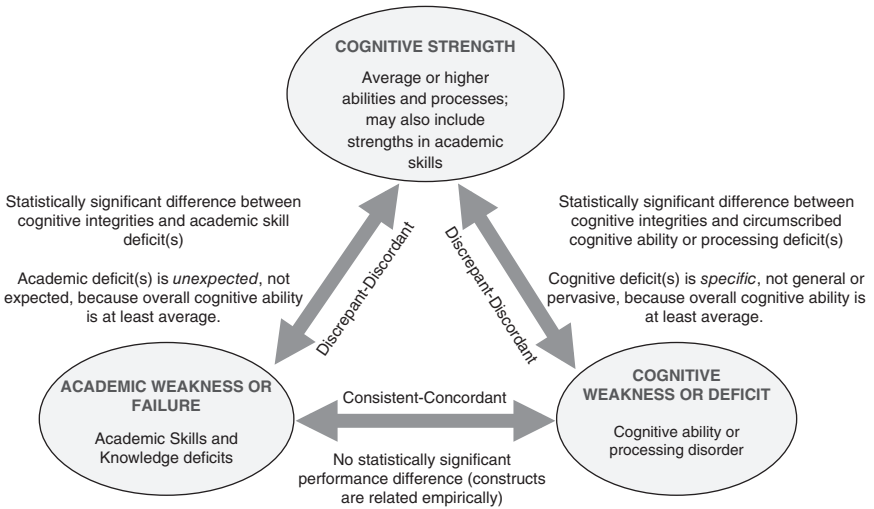 COGNITIVE STRENGTH
Average or higher
abilities and processes;
may also include
strengths in academic
skills
Statistically significant difference between
cognitive integrities and academic skill
deficit(s)
Academic deficit(s) is unexpected, not
expected, because overall cognitive ability
is at least average.
Discrepant-Discordant
Discrepant-Discordant
Statistically significant difference between
cognitive integrities and circumscribed
cognitive ability or processing deficit(s)
Cognitive deficit(s) is specific, not general or
pervasive, because overall cognitive ability is
at least average.
ACADEMIC WEAKNESS OR
FAILURE
Academic Skills and
Knowledge deficits
Consistent-Concordant
No statistically significant
performance difference (constructs
are related empirically)
COGNITIVE
WEAKNESS OR DEFICIT
Cognitive ability or
processing disorder